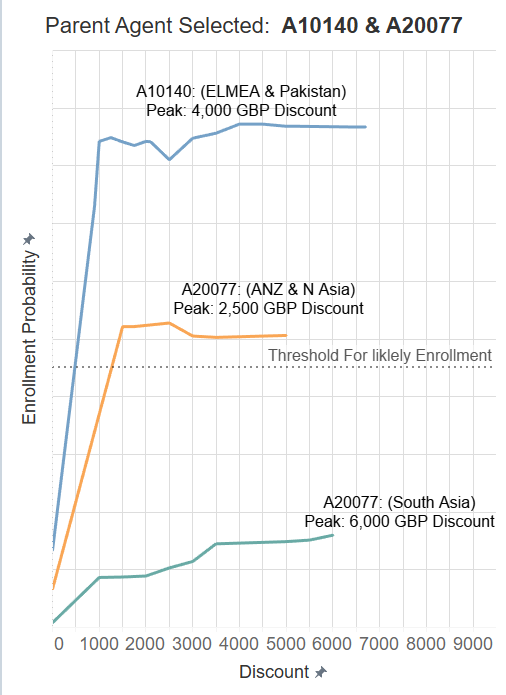 Parent Agent Selected: A10140 & A20077
A10140: (ELMEA & Pakistan)
Peak: 4,000 GBP Discount
A20077: (ANZ & N Asia)
Peak: 2,500 GBP Discount
Threshold For liklely Enrollment
A20077: (South Asia)
Peak: 6,000 GBP Discount
Enrollment Probability
0 1000 2000 3000 4000 5000 6000 7000 8000 9000
Discount